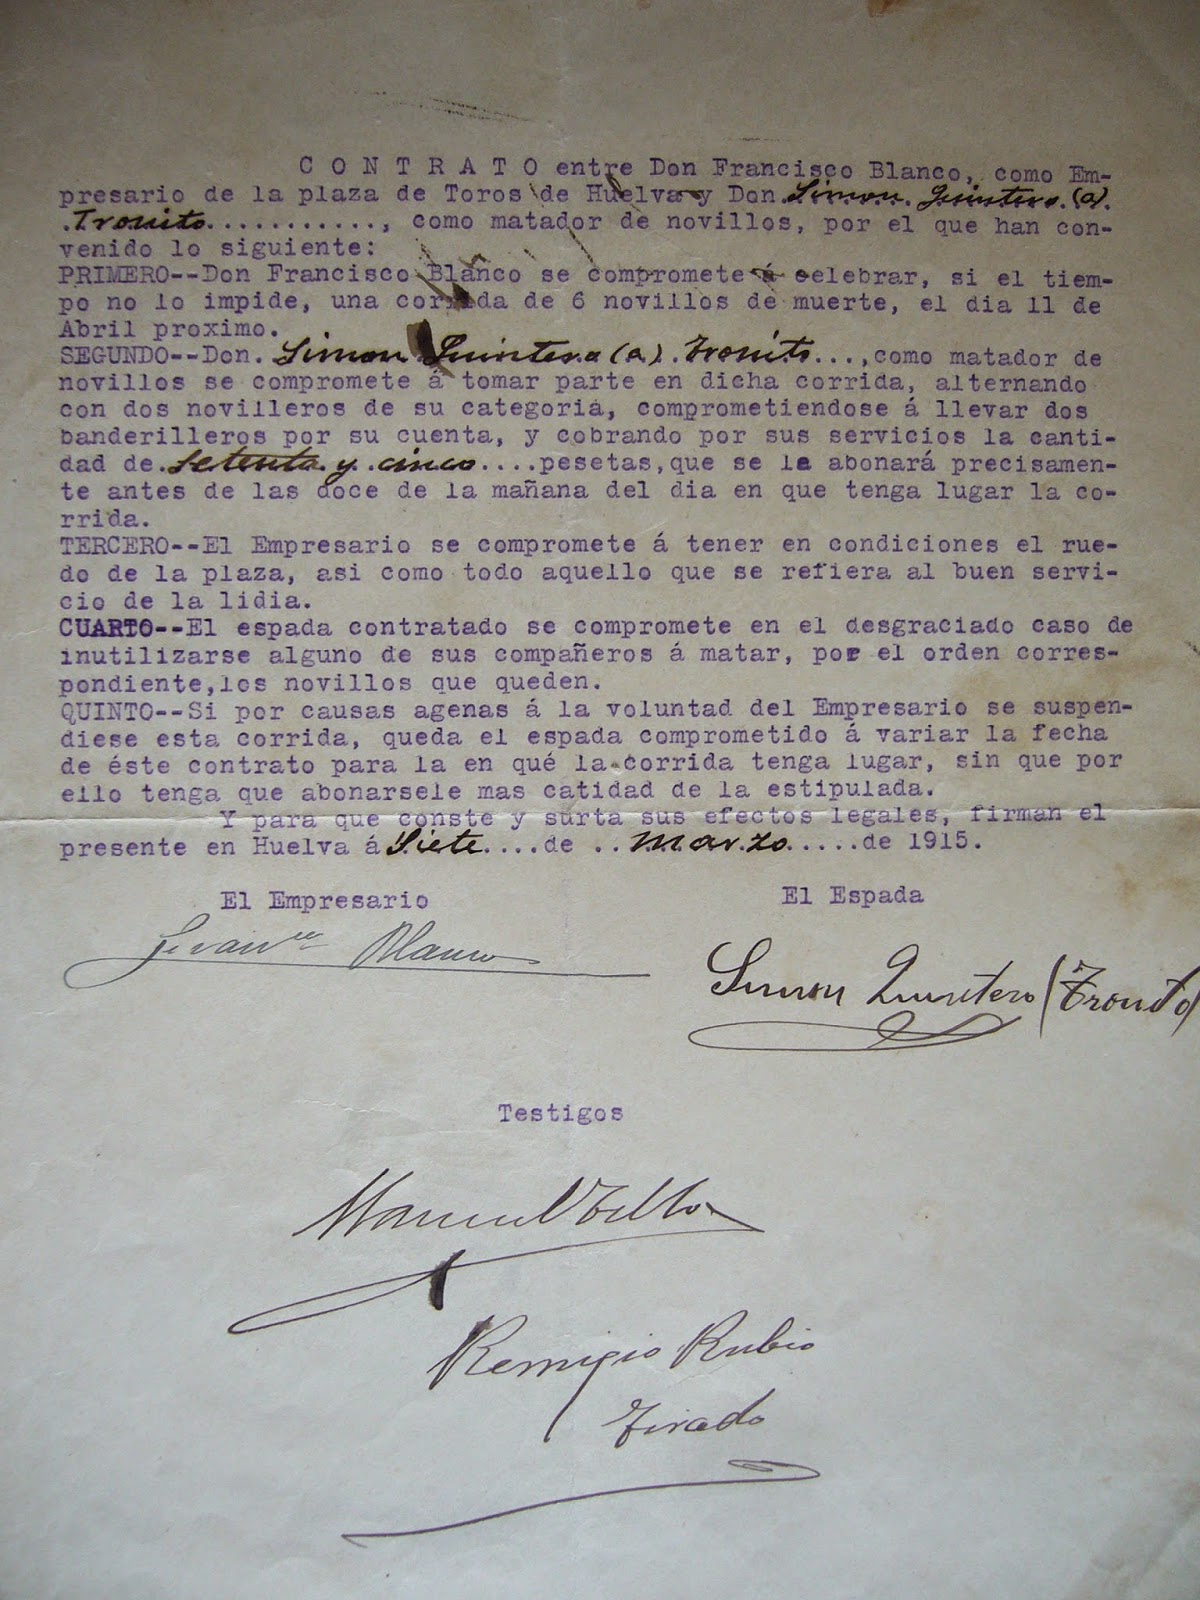 C O N T R A T O entre Don Francisco Blanco, como Em-
presario de la plaza de Toros de Huelva y Don.Simon Quintero.(a).
.Tronito............, como matador de novillos, por el que han con-
venido lo siguiente:
PRIMERO--Don Francisco Blanco se compromete á celebrar, si el tiem-
po no lo impide, una corrida de 6 novillos de muerte, el dia 11 de
Abril proximo.
SEGUNDO--Don. Simon Quintero (a). Tronito...,como matador de
novillos se compromete á tomar parte en dicha corrida, alternando
con dos novilleros de su categoria, comprometiendose á llevar dos
banderilleros por su cuenta, y cobrando por sus servicios la canti-
dad de.setenta y cinco....pesetas,que se le abonará precisamen-
te antes de las doce de la mañana del dia en que tenga lugar la co-
rrida.
TERCERO--El Empresario se compromete á tener en condiciones el rue-
do de la plaza, asi como todo aquello que se refiera al buen servi-
cio de la lidia.
CUARTO--El espada contratado se compromete en el desgraciado caso de
inutilizarse alguno de sus compañeros á matar, por el orden corres-
pondiente,los novillos que queden.
QUINTO--Si por causas agenas á la voluntad del Empresario se suspen-
diese esta corrida, queda el espada comprometido á variar la fecha
de éste contrato para la en qué la corrida tenga lugar, sin que por
ello tenga que abonarsele mas catidad de la estipulada.
Y para que conste y surta sus efectos legales, firman el
presente en Huelva á Siete....de ..marzo.....de 1915.
El Empresario El Espada
Blanco
Simon Quintero (Tronito)
Testigos
Manuel Tello
Remigio Rubio
Tirado